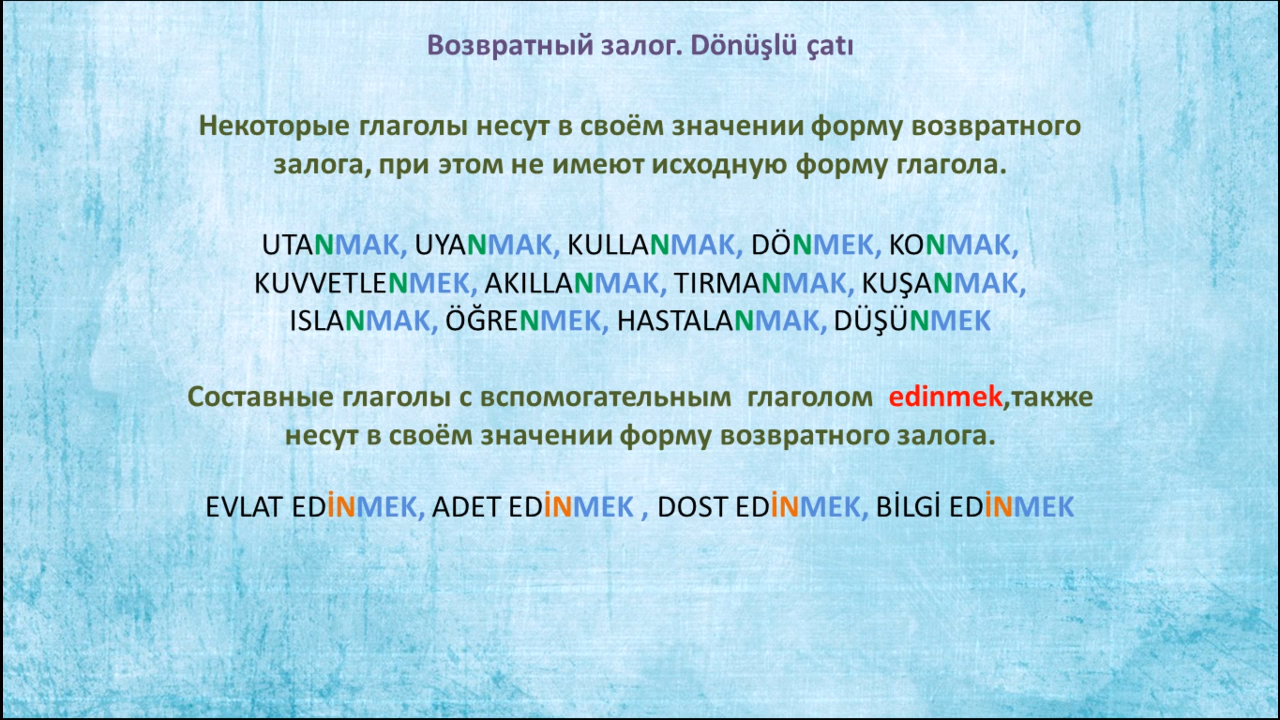 Возвратный залог. Dönüşlü çatı
Некоторые глаголы несут в своём значении форму возвратного
залога, при этом не имеют исходную форму глагола.
UTANMAK, UYANMAK, KULLANMAK, DÖNMEK, KONMAK,
KUVVETLENMEK, AKILLANMAK, TIRMANMAK, KUŞANMAK,
ISLANMAK, ÖĞRENMEK, HASTALANMAK, DÜŞÜNMEK
Составные глаголы с вспомогательным глаголом edinmek,также
несут в своём значении форму возвратного залога.
EVLAT EDİNMEK, ADET EDİNMEK , DOST EDİNMEK, BİLGİ EDİNMEK